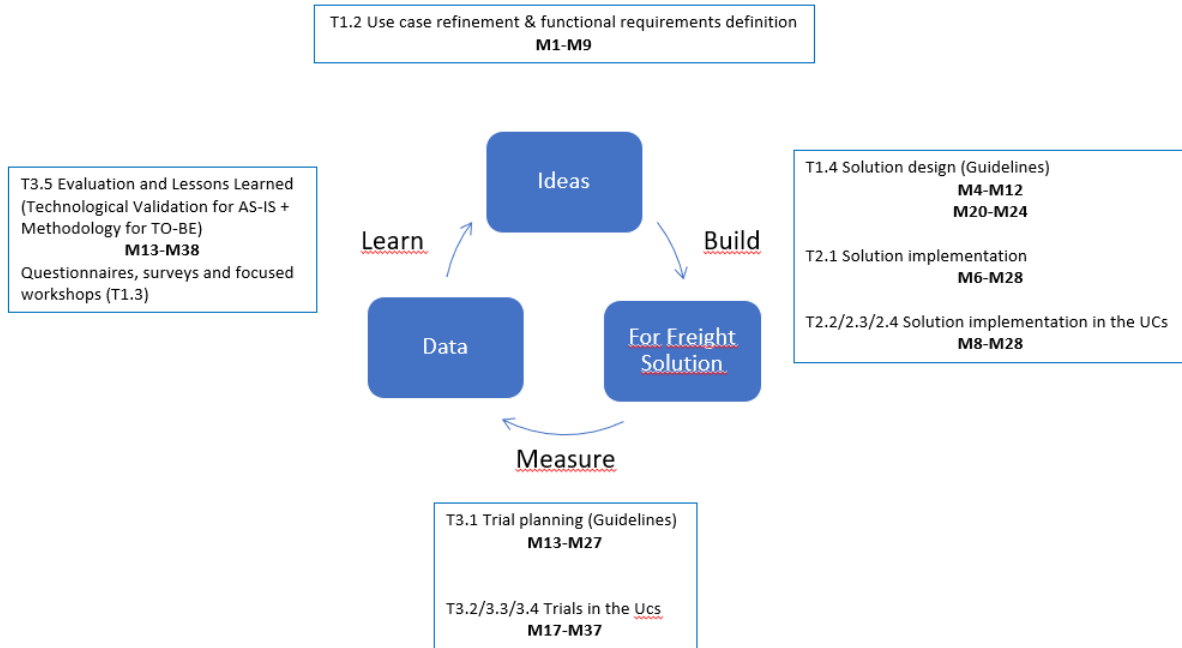 T1.2 Use case refinement & functional requirements definition
M1-M9
Ideas
T3.5 Evaluation and Lessons Learned
(Technological Validation for AS-IS +
Methodology for TO-BE)
M13-M38
Questionnaires, surveys and focused
workshops (T1.3)
Learn
Build
T1.4 Solution design (Guidelines)
M4-M12
M20-M24
T2.1 Solution implementation
M6-M28
T2.2/2.3/2.4 Solution implementation in the UCs
M8-M28
Data
For Freight
Solution
Measure
T3.1 Trial planning (Guidelines)
M13-M27
T3.2/3.3/3.4 Trials in the Ucs
M17-M37